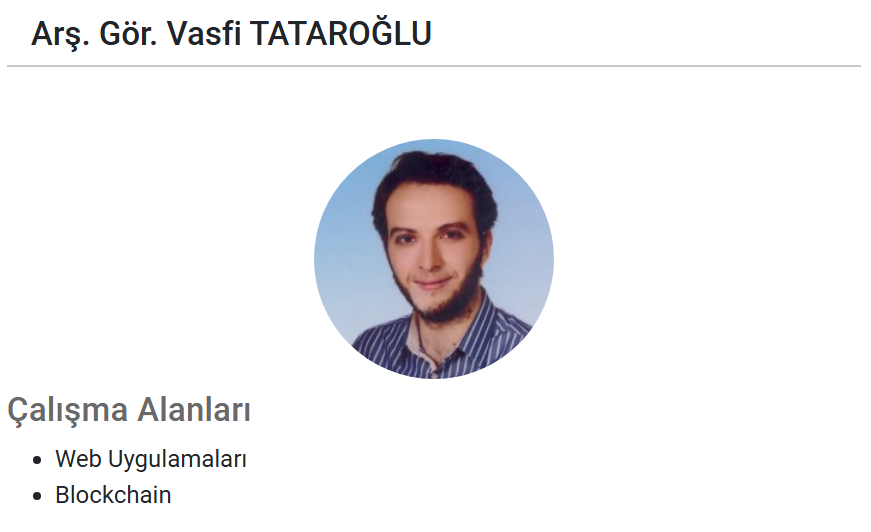 Arş. Gör. Vasfi TATAROĞLU
Çalışma Alanları
Web Uygulamaları
Blockchain